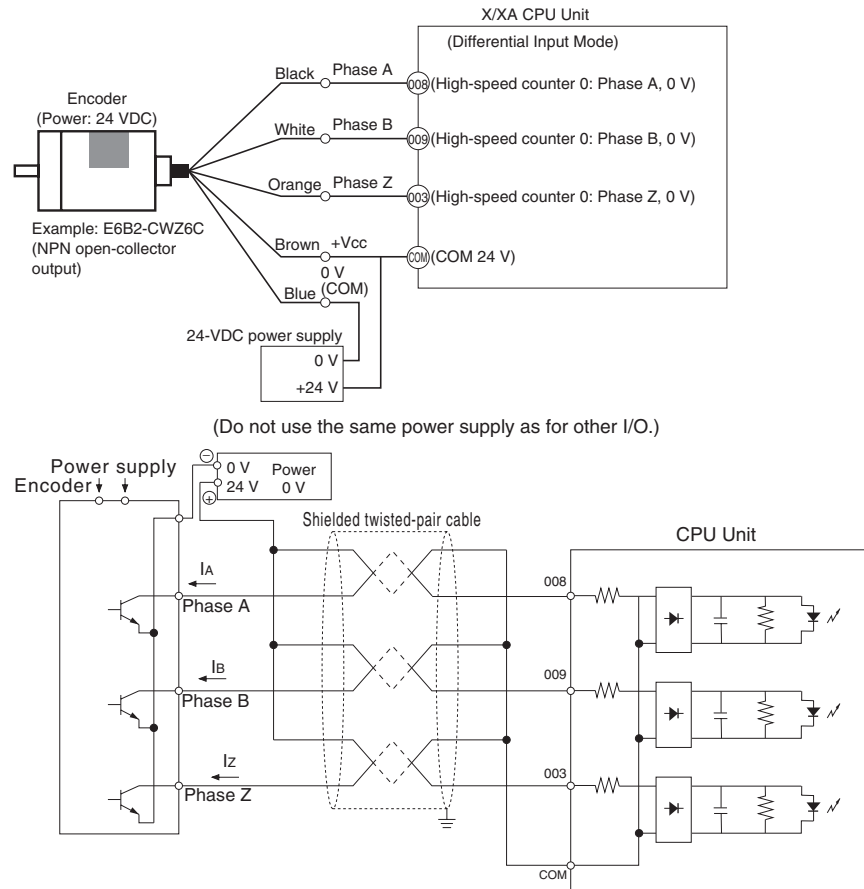 X/XA CPU Unit
(Differential Input Mode)
Encoder
(Power: 24 VDC)
Black Phase A 008 (High-speed counter 0: Phase A, 0 V)
White Phase B 009 (High-speed counter 0: Phase B, 0 V)
Orange Phase Z 003 (High-speed counter 0: Phase Z, 0 V)
Example: E6B2-CWZ6C
(NPN open-collector
output)
Brown +Vcc COM (COM 24 V)
0 V
(COM)
Blue
24-VDC power supply
0 V
+24 V
(Do not use the same power supply as for other I/O.)
Power supply
Encoder
− 0 V Power
24 V 0 V
+
Shielded twisted-pair cable
CPU Unit
IA
Phase A
008
IB
Phase B
009
IZ
Phase Z
003
COM